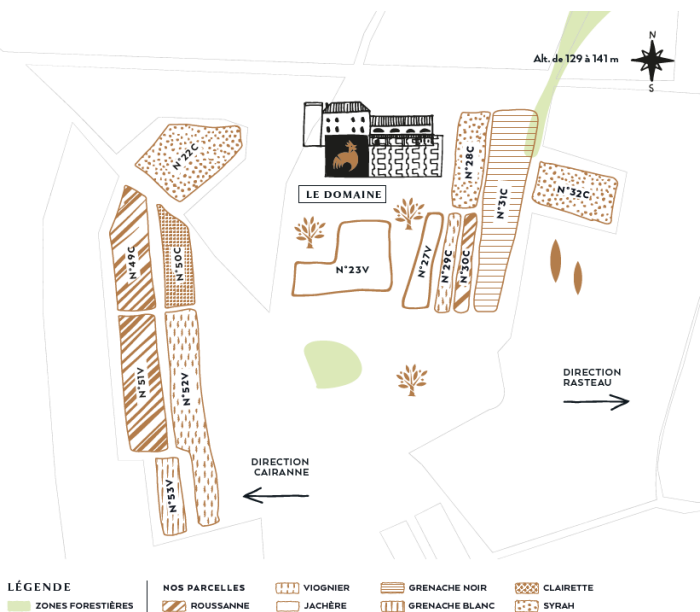 N
Alt. de 129 à 141 m
S
N°22C
N°28C
N°31C
N°32C
LE DOMAINE
N°49C
N°50C
N°23V
N°27V
N°29C
N°30C
N°51V
N°52V
DIRECTION
RASTEAU
DIRECTION
CAIRANNE
N°53V
LÉGENDE
NOS PARCELLES
VIOGNIER
GRENACHE NOIR
CLAIRETTE
ZONES FORESTIÈRES
ROUSSANNE
JACHÈRE
GRENACHE BLANC
SYRAH